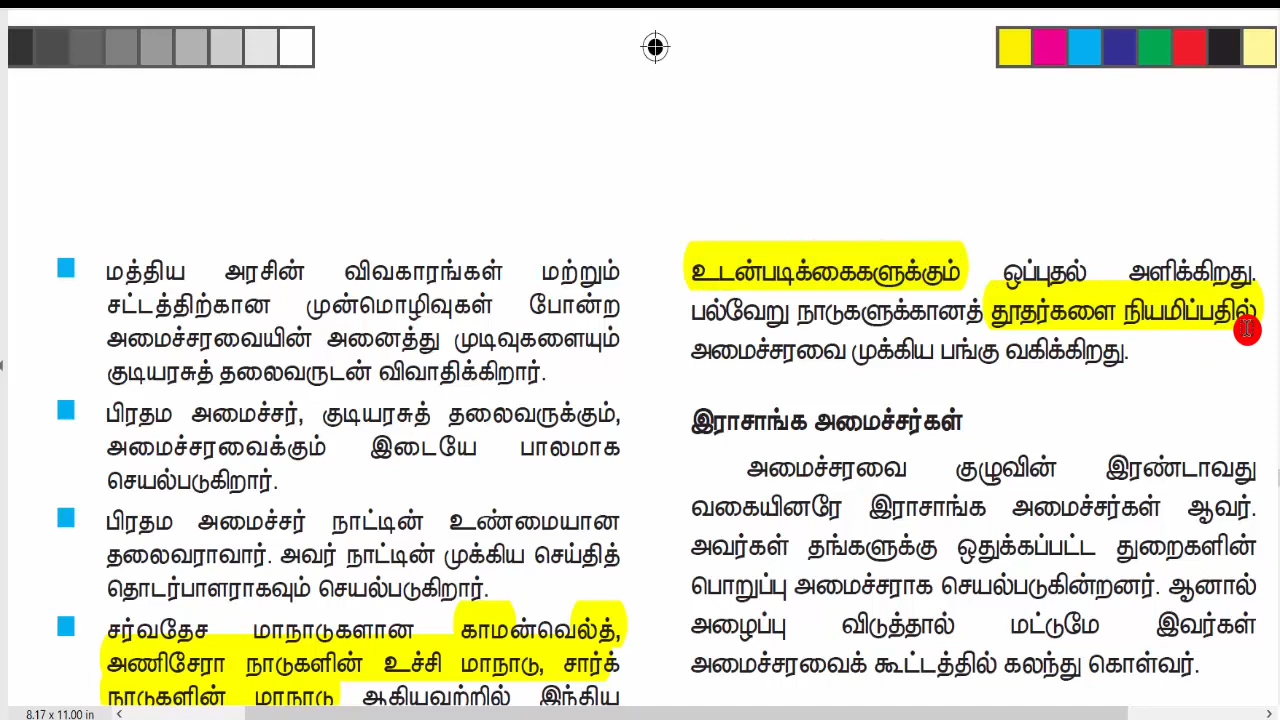 மத்திய அரசின் விவகாரங்கள் மற்றும்
சட்டத்திற்கான முன்மொழிவுகள் போன்ற
அமைச்சரவையின் அனைத்து முடிவுகளையும்
குடியரசுத் தலைவருடன் விவாதிக்கிறார்.
பிரதம அமைச்சர், குடியரசுத் தலைவருக்கும்,
அமைச்சரவைக்கும் இடையே பாலமாக
செயல்படுகிறார்.
பிரதம அமைச்சர் நாட்டின் உண்மையான
தலைவராவார். அவர் நாட்டின் முக்கிய செய்தித்
தொடர்பாளராகவும் செயல்படுகிறார்.
சர்வதேச மாநாடுகளான காமன்வெல்த்,
அணிசேரா நாடுகளின் உச்சி மாநாடு, சார்க்
நாடுகளின் மாநாடு ஆகியவற்றில் இந்திய
உடன்படிக்கைகளுக்கும் ஒப்புதல் அளிக்கிறது.
பல்வேறு நாடுகளுக்கானத் தூதர்களை நியமிப்பதில்
அமைச்சரவை முக்கிய பங்கு வகிக்கிறது.
இராசாங்க அமைச்சர்கள்
அமைச்சரவை குழுவின் இரண்டாவது
வகையினரே இராசாங்க அமைச்சர்கள் ஆவர்.
அவர்கள் தங்களுக்கு ஒதுக்கப்பட்ட துறைகளின்
பொறுப்பு அமைச்சராக செயல்படுகின்றனர். ஆனால்
அழைப்பு விடுத்தால் மட்டுமே இவர்கள்
அமைச்சரவைக் கூட்டத்தில் கலந்து கொள்வர்.
8.17 x 11.00 in